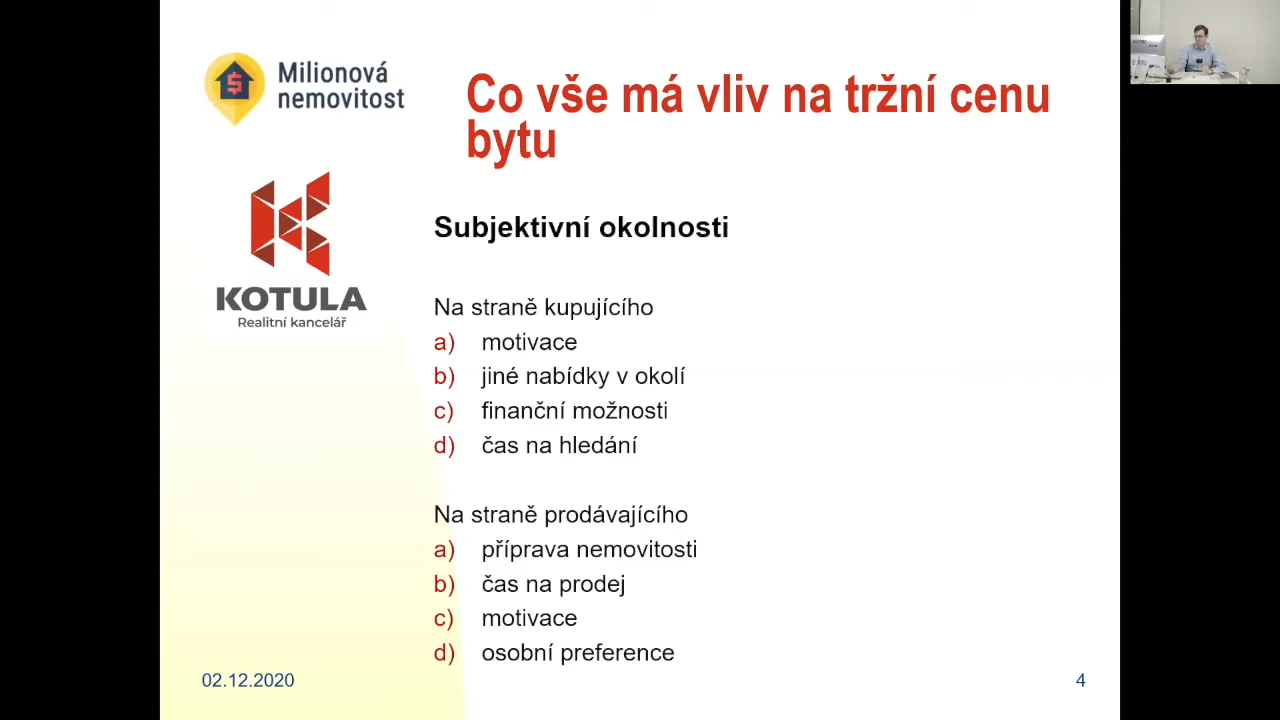 Milionová
nemovitost
Co vše má vliv na tržní cenu
bytu
KOTULA
Realitní kancelář
Subjektivní okolnosti
Na straně kupujícího
a) motivace
b) jiné nabídky v okolí
c) finanční možnosti
d) čas na hledání
Na straně prodávajícího
a) příprava nemovitosti
b) čas na prodej
c) motivace
d) osobní preference
02.12.2020
4